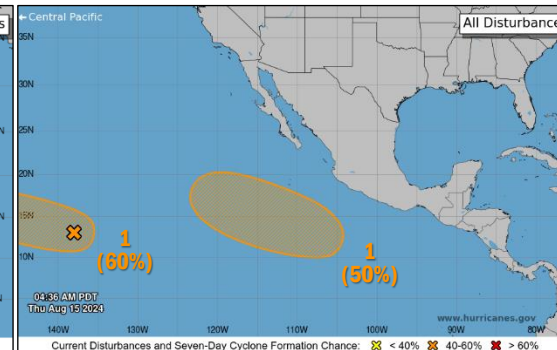 s
← Central Pacific
All Disturbance
35N
30N
25N
20N
15N
10N
1
(60%)
1
(50%)
04:36 AM PDT
Thu Aug 15 2024
www.hurricanes.gov
140W 130W 120W 110W 100W 90W 80W
Current Disturbances and Seven-Day Cyclone Formation Chance: < 40% 40-60% > 60%